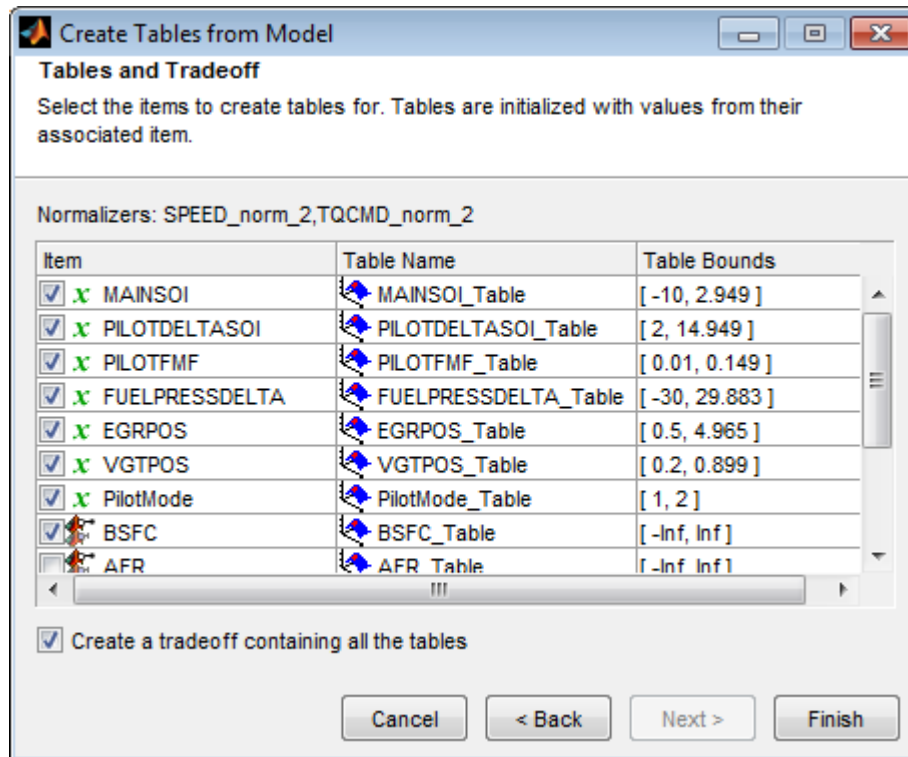 Create Tables from Model
Tables and Tradeoff
Select the items to create tables for. Tables are initialized with values from their
associated item.
Normalizers: SPEED_norm_2,TQCMD_norm_2
Item Table Name Table Bounds
x MAINSOI MAINSOI_Table [ -10, 2.949 ]
x PILOTDELTASOI PILOTDELTASOI_Table [ 2, 14.949 ]
x PILOTFMF PILOTFMF_Table [ 0.01, 0.149 ]
x FUELPRESSDELTA FUELPRESSDELTA_Table [ -30, 29.883 ]
x EGRPOS EGRPOS_Table [ 0.5, 4.965 ]
x VGTPOS VGTPOS_Table [ 0.2, 0.899 ]
x PilotMode PilotMode_Table [ 1, 2 ]
BSFC BSFC_Table [ -Inf, Inf ]
AFR AFR_Table [ -Inf, Inf ]
Create a tradeoff containing all the tables
Cancel < Back Next > Finish